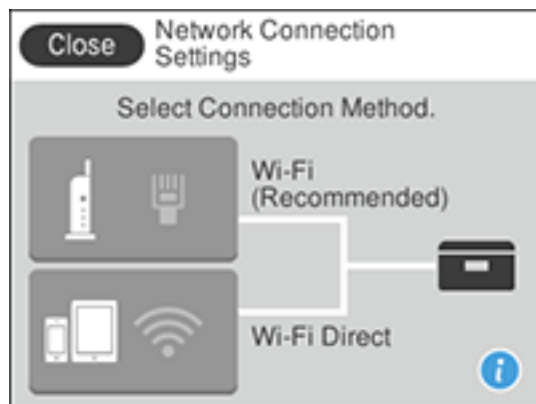 Close
Network Connection
Settings
Select Connection Method.
Wi-Fi
(Recommended)
Wi-Fi Direct
i